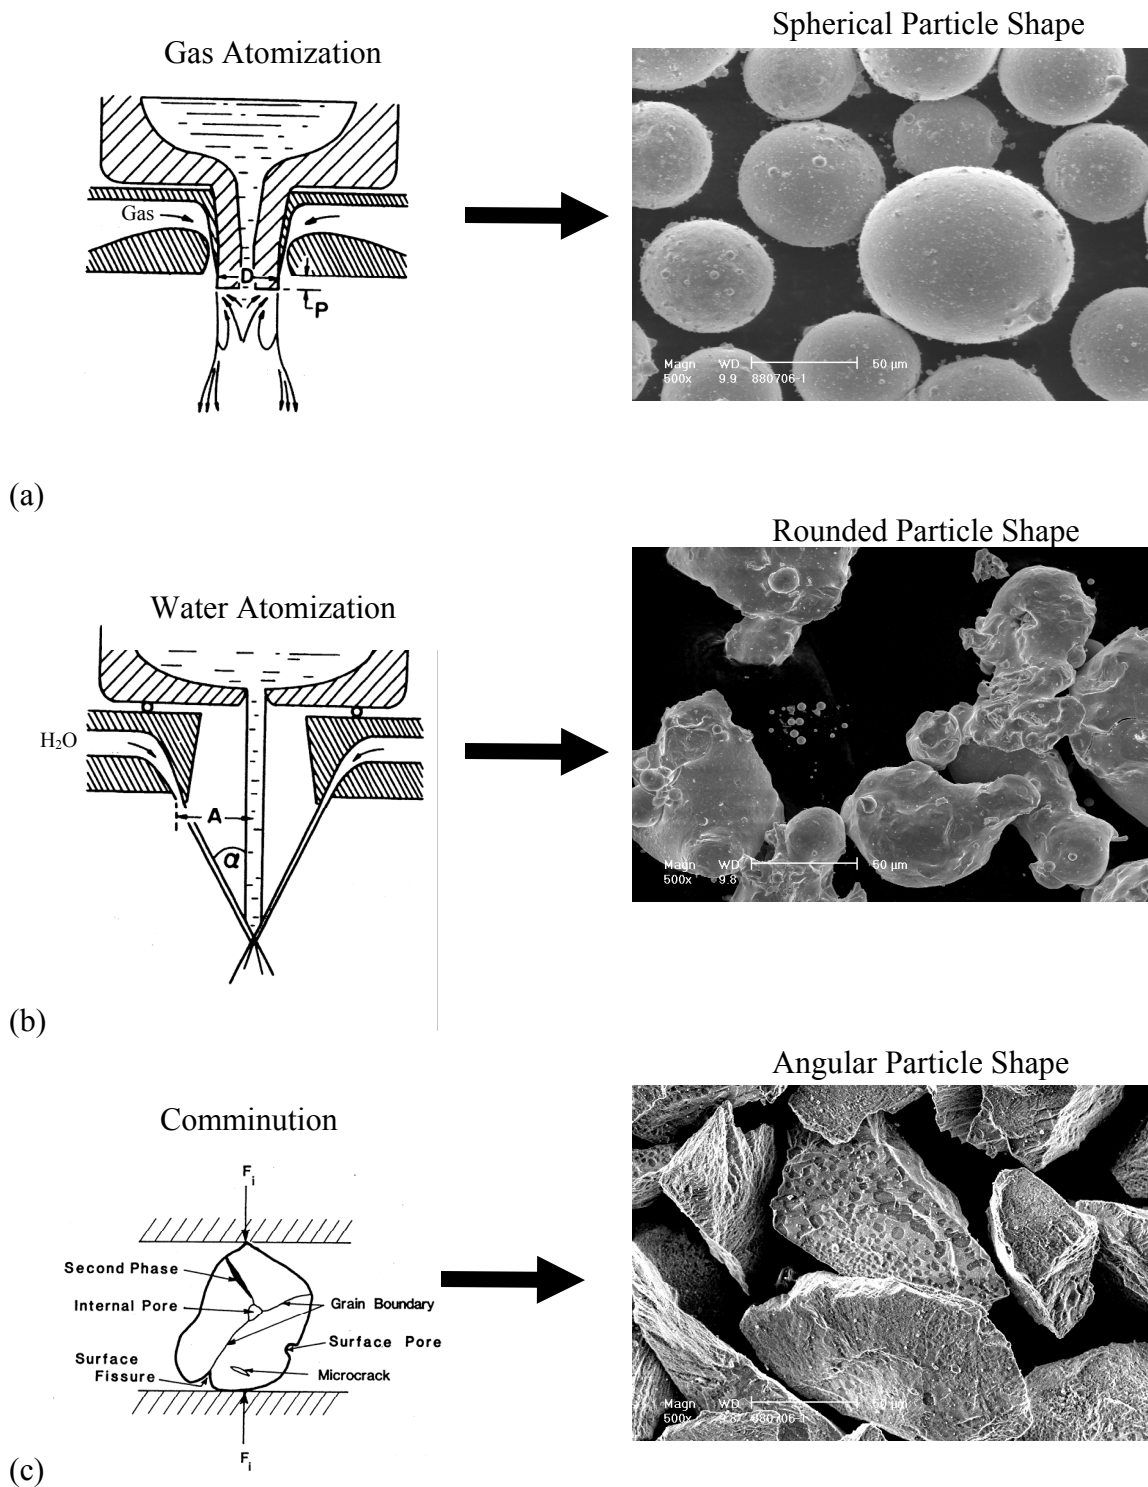 Gas Atomization
Spherical Particle Shape
Gas
D
P
Magn WD 50 µm
500x 9.9 880706-1
(a)
Rounded Particle Shape
Water Atomization
H₂O
A
α
Magn WD 50 µm
500x 9.8
(b)
Angular Particle Shape
Comminution
Fi
Second Phase
Internal Pore
Grain Boundary
Surface Pore
Surface
Fissure
Microcrack
Fi
Magn WD 50 µm
500x
(c)